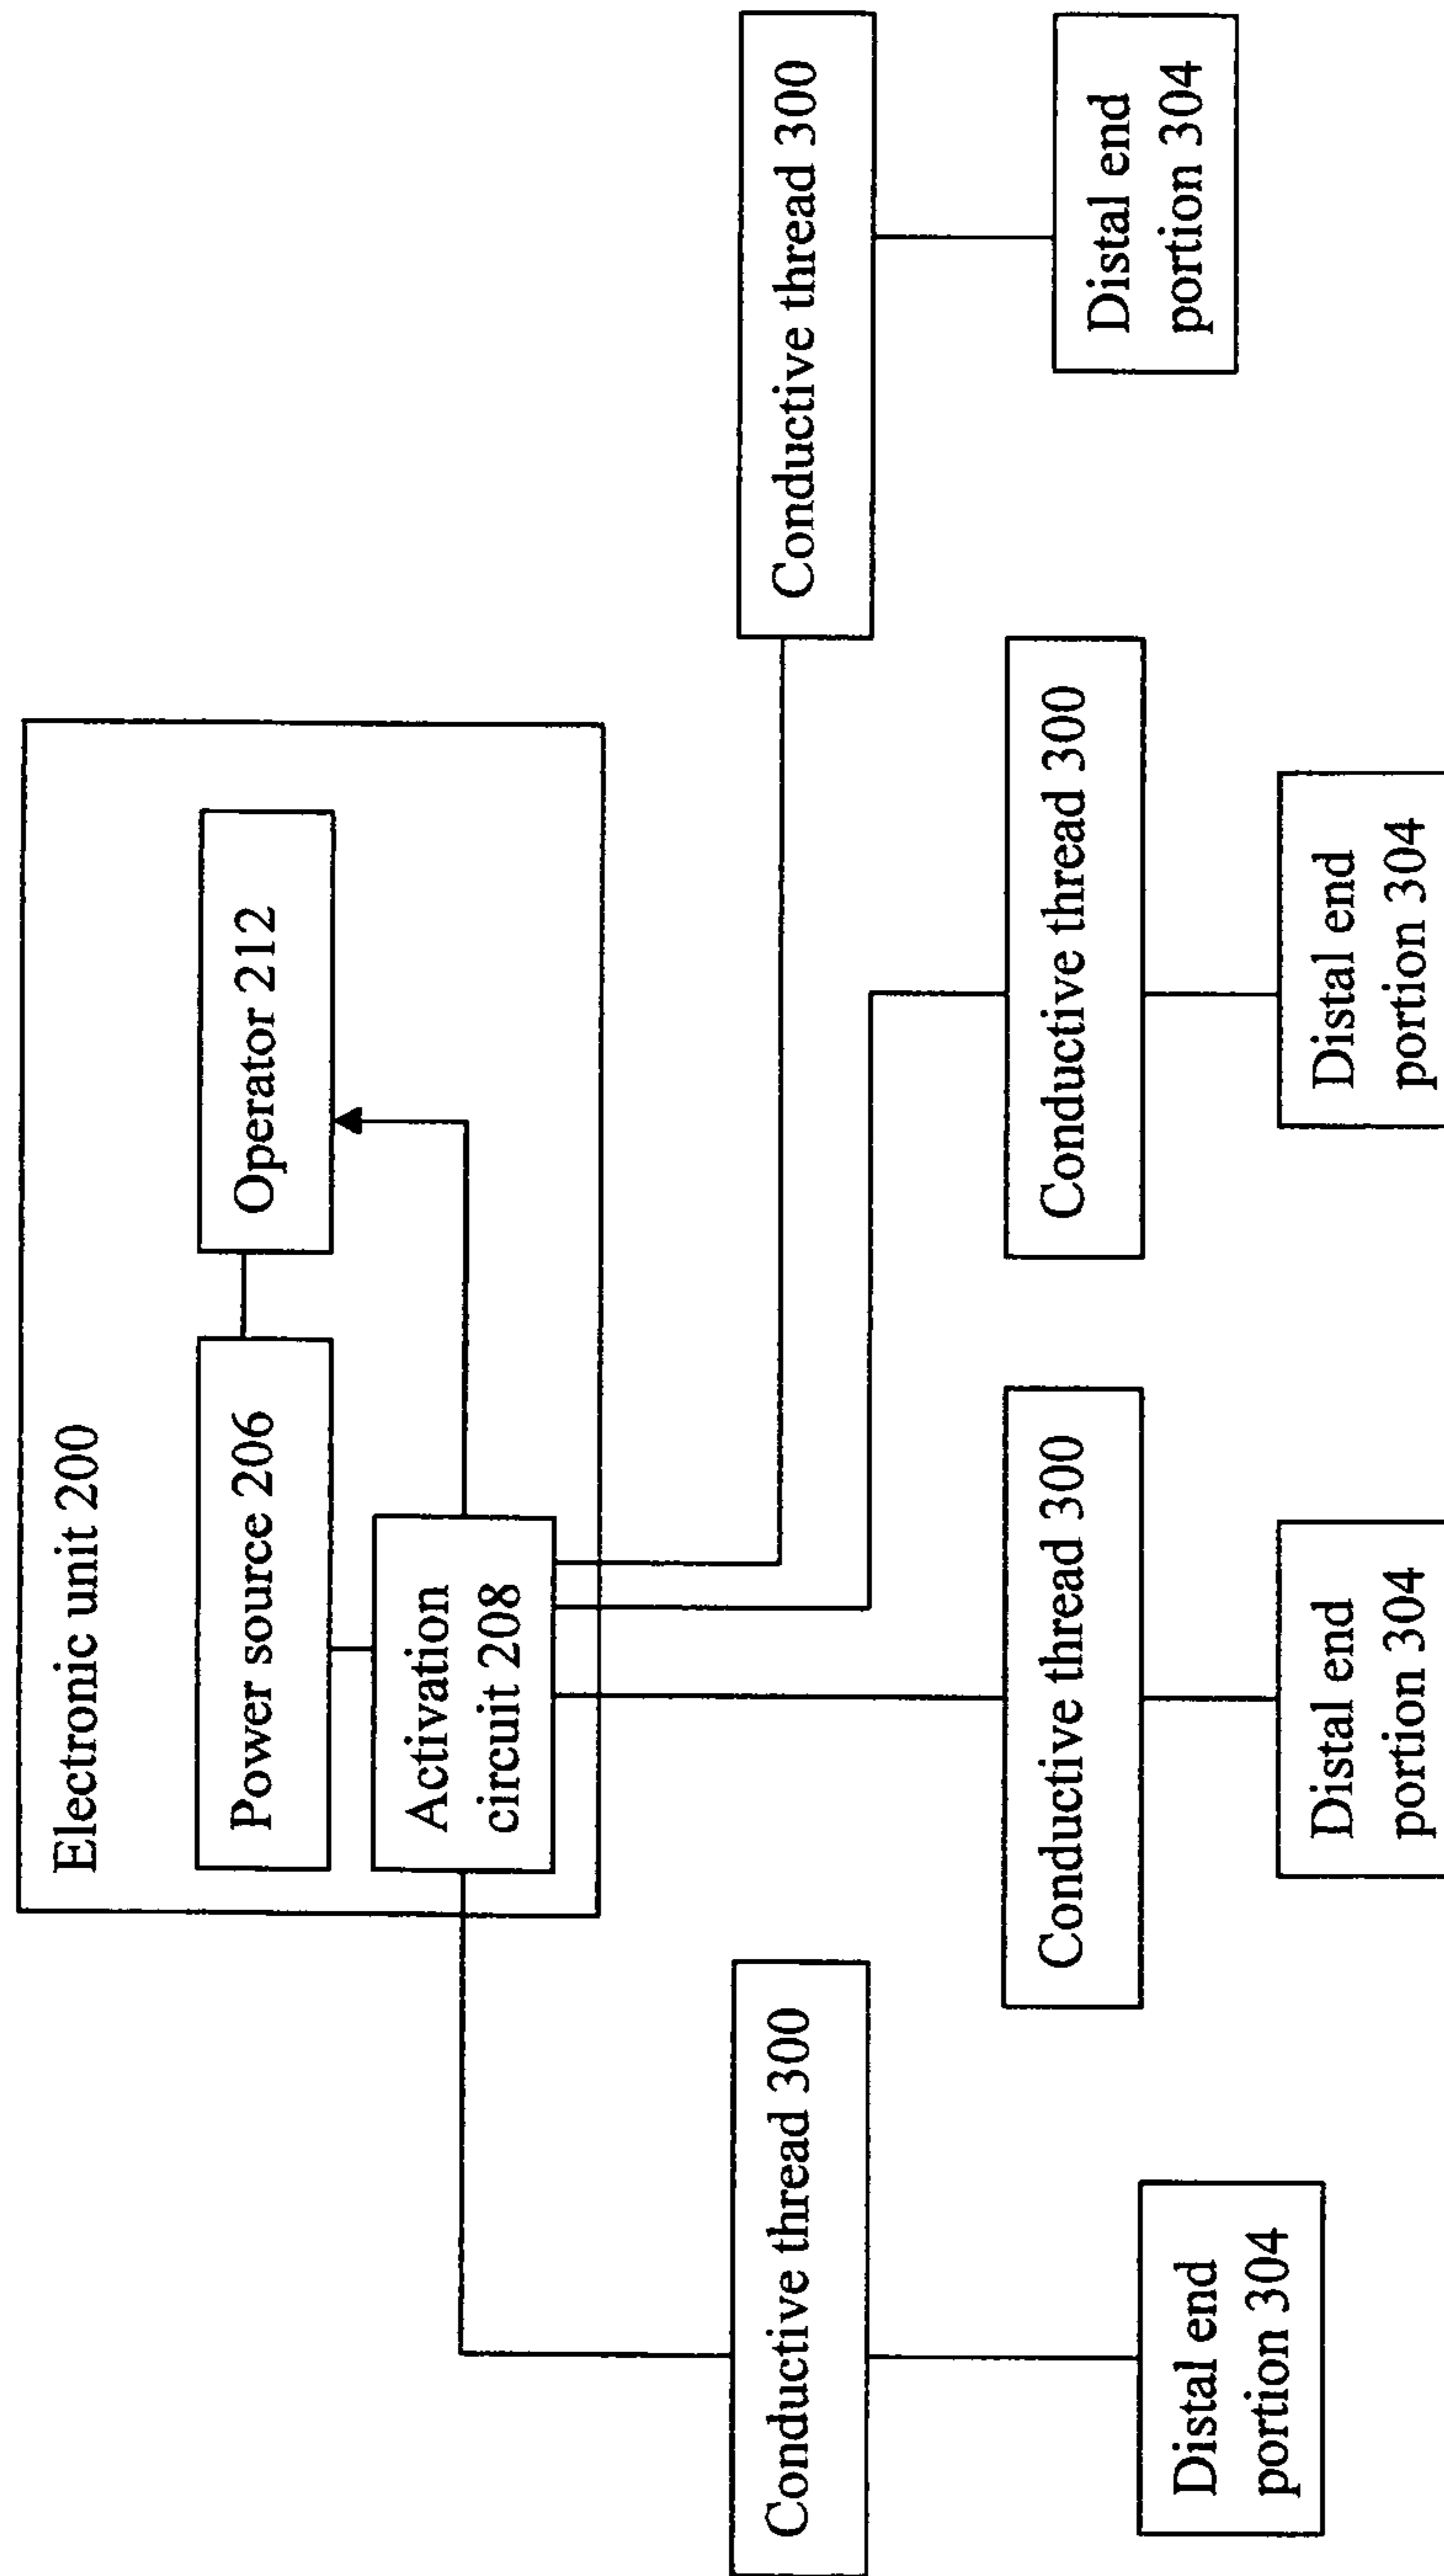 Electronic unit 200
Power source 206
Operator 212
Activation
circuit 208
Conductive thread 300
Conductive thread 300
Conductive thread 300
Conductive thread 300
Distal end
portion 304
Distal end
portion 304
Distal end
portion 304
Distal end
portion 304